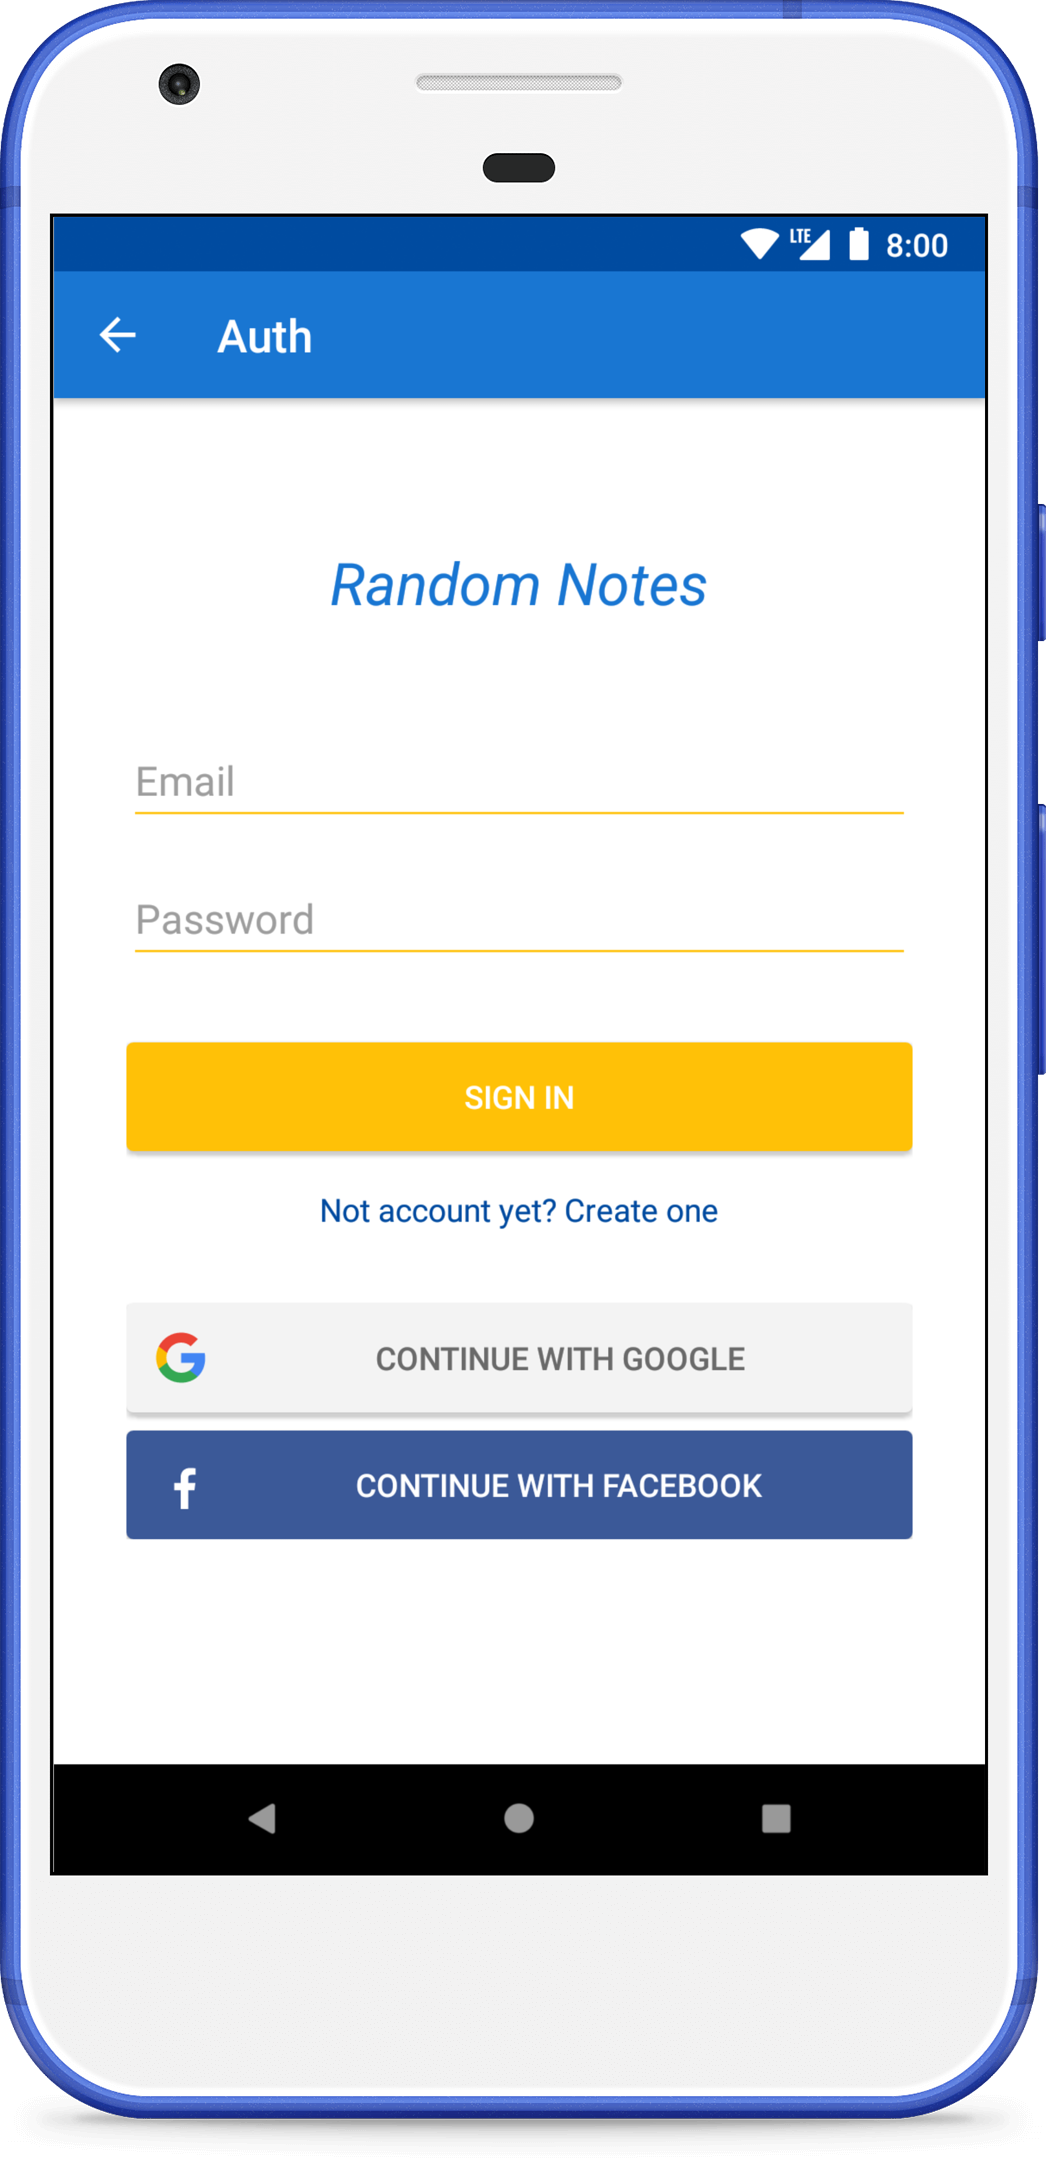 LTE 8:00
Auth
Random Notes
Email
Password
SIGN IN
Not account yet? Create one
CONTINUE WITH GOOGLE
CONTINUE WITH FACEBOOK